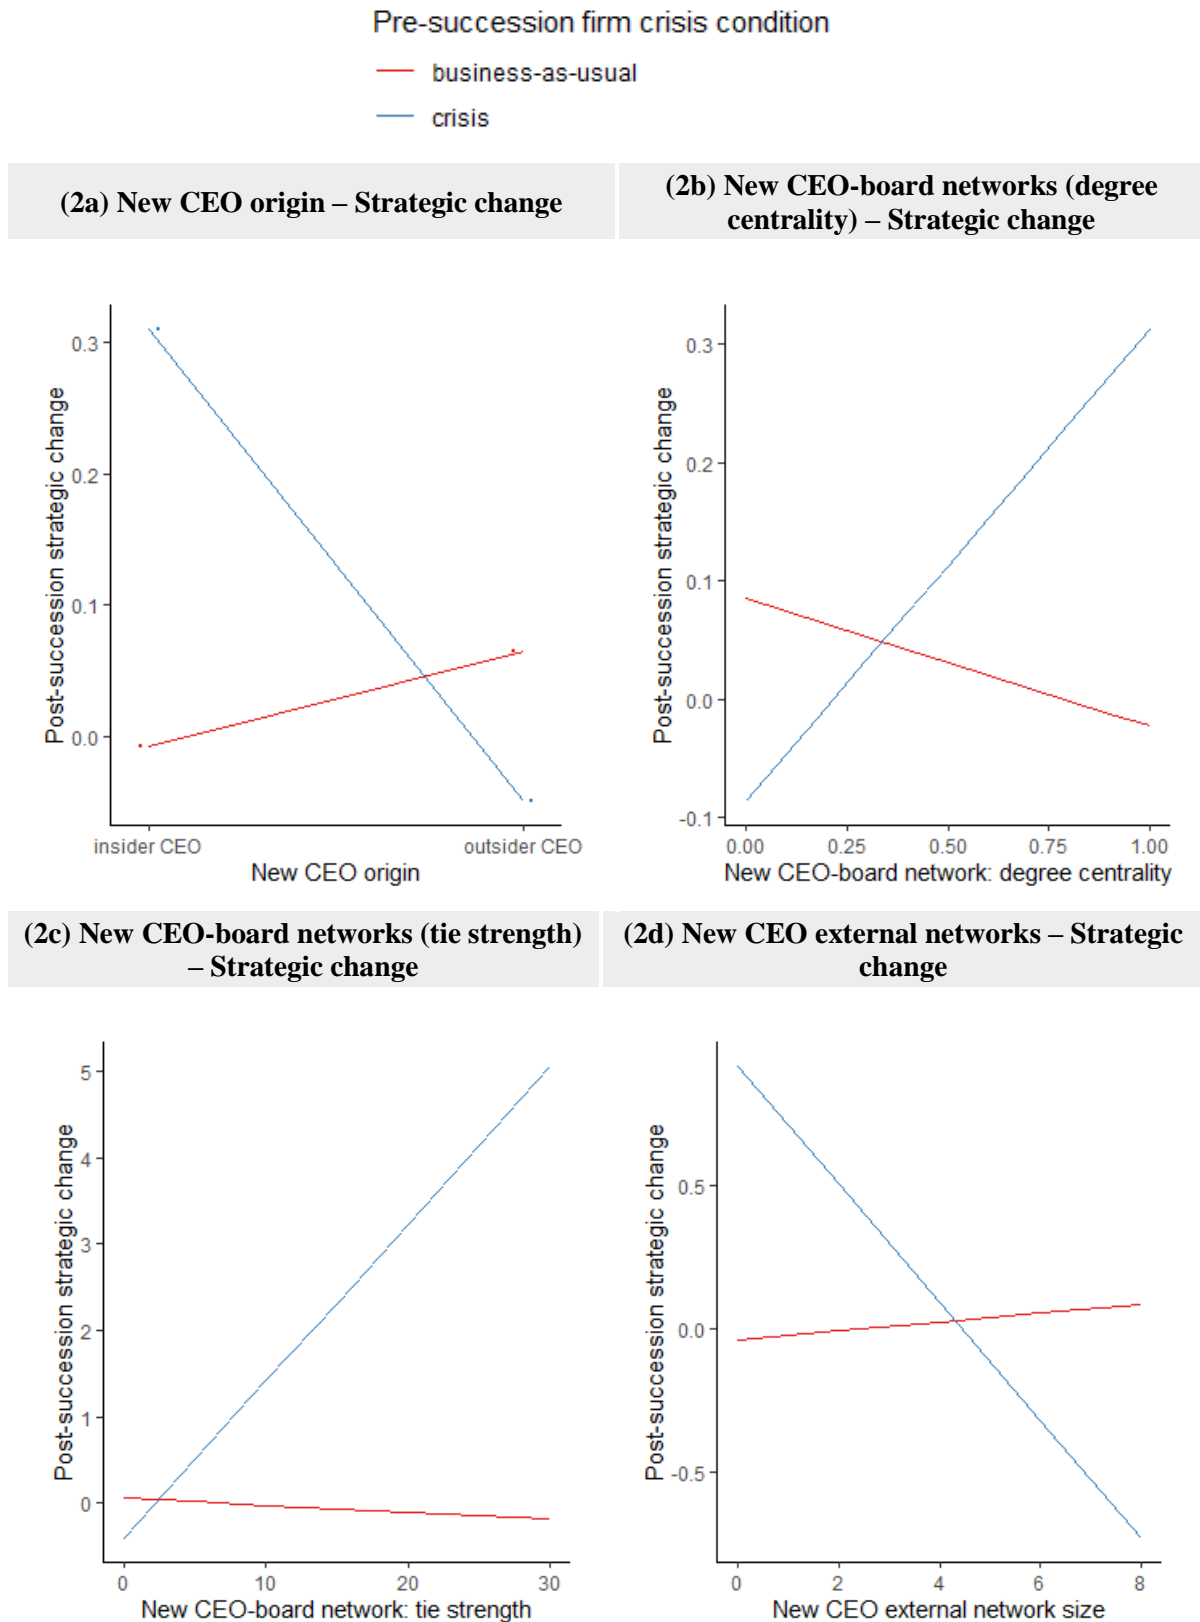 Pre-succession firm crisis condition
business-as-usual
crisis
(2a) New CEO origin – Strategic change
(2b) New CEO-board networks (degree
centrality) – Strategic change
Post-succession strategic change
0.3
0.2
0.1
0.0
insider CEO
outsider CEO
New CEO origin
Post-succession strategic change
0.3
0.2
0.1
0.0
-0.1
0.00
0.25
0.50
0.75
1.00
New CEO-board network: degree centrality
(2c) New CEO-board networks (tie strength)
– Strategic change
(2d) New CEO external networks – Strategic
change
Post-succession strategic change
5
4
3
2
1
0
0
10
20
30
New CEO-board network: tie strength
Post-succession strategic change
0.5
0.0
-0.5
0
2
4
6
8
New CEO external network size